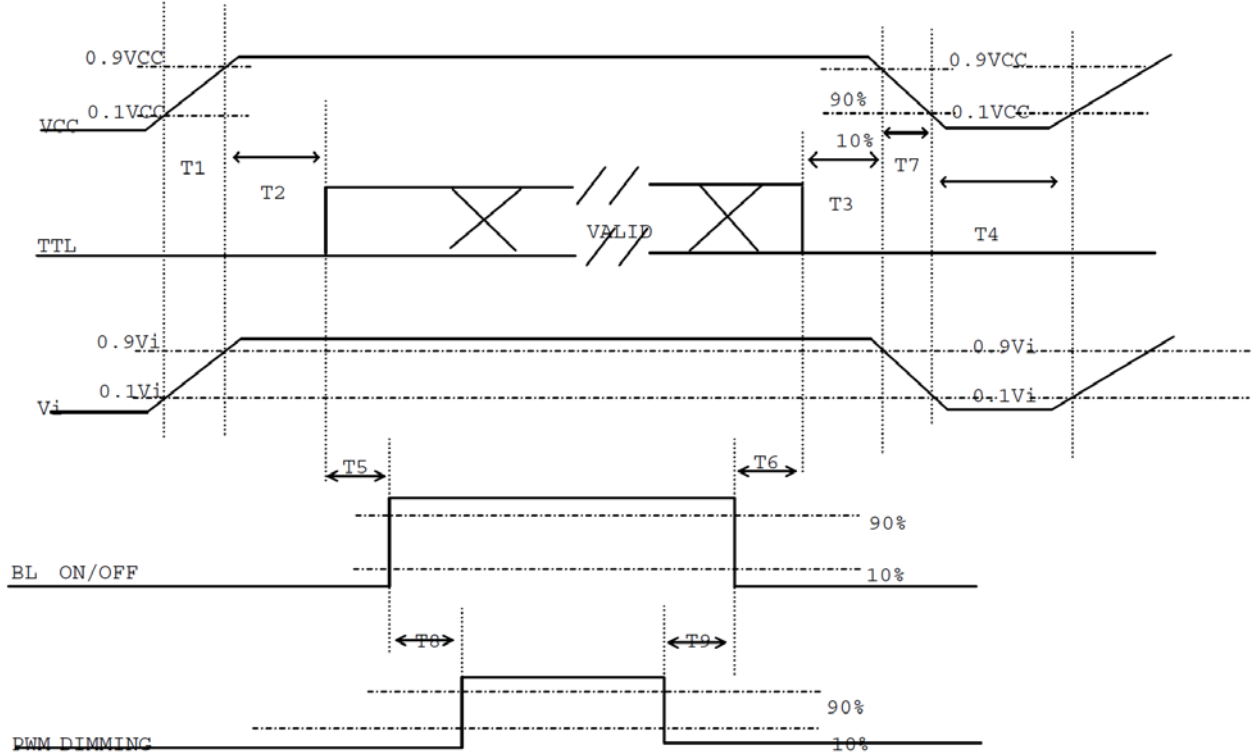 0.9VCC
0.9VCC
90%
0.1VCC
0.1VCC
VCC
10%
T1
T7
T2
T3
VALID
T4
TTL
0.9Vi
0.9Vi
0.1Vi
0.1Vi
Vi
T5
T6
90%
BL ON/OFF
10%
T8
T9
90%
PWM DIMMING
10%